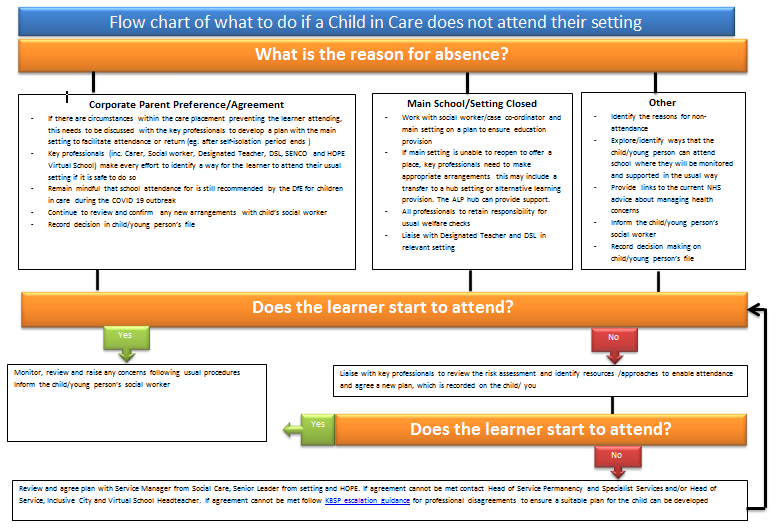 Flow chart of what to do if a Child in Care does not attend their setting
What is the reason for absence?
Corporate Parent Preference/Agreement
- If there are circumstances within the care placement preventing the learner attending,
this needs to be discussed with the key professionals to develop a plan with the main
setting to facilitate attendance or return (eg. after self-isolation period ends )
- Key professionals (inc. Carer, Social worker, Designated Teacher, DSL, SENCO and HOPE
Virtual School) make every effort to identify a way for the learner to attend their usual
setting if it is safe to do so
- Remain mindful that school attendance for is still recommended by the DfE for children
in care during the COVID 19 outbreak
- Continue to review and confirm any new arrangements with child's social worker
- Record decision in child/young person's file
Main School/Setting Closed
- Work with social worker/case co-ordinator and
main setting on a plan to ensure education
provision
- If main setting is unable to reopen to offer a
place, key professionals need to make
appropriate arrangements this may include a
transfer to a hub setting or alternative learning
provision. The ALP hub can provide support.
- All professionals to retain responsibility for
usual welfare checks
- Liaise with Designated Teacher and DSL in
relevant setting
Other
- Identify the reasons for non-
attendance
- Explore/identify ways that the
child/young person can attend
school where they will be monitored
and supported in the usual way
- Provide links to the current NHS
advice about managing health
concerns
- Inform the child/young person's
social worker
- Record decision making on
child/young person's file
Does the learner start to attend?
Yes
No
Monitor, review and raise any concerns following usual procedures
Inform the child/young person's social worker
Liaise with key professionals to review the risk assessment and identify resources /approaches to enable attendance
and agree a new plan, which is recorded on the child/ you
Yes
Does the learner start to attend?
No
Review and agree plan with Service Manager from Social Care, Senior Leader from setting and HOPE. If agreement cannot be met contact Head of Service Permanency and Specialist Services and/or Head of
Service, Inclusive City and Virtual School Headteacher. If agreement cannot be met follow KBSP escalation guidance for professional disagreements to ensure a suitable plan for the child can be developed